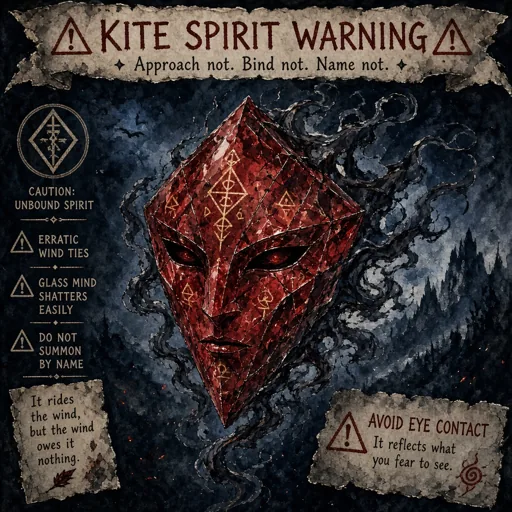 KITE SPIRIT WARNING
Approach not. Bind not. Name not.
CAUTION:
UNBOUND SPIRIT
ERRATIC
WIND TIES
GLASS MIND
SHATTERS
EASILY
DO NOT
SUMMON
BY NAME
It rides
the wind,
but the wind
owes it
nothing.
AVOID EYE CONTACT
It reflects what
you fear to see.